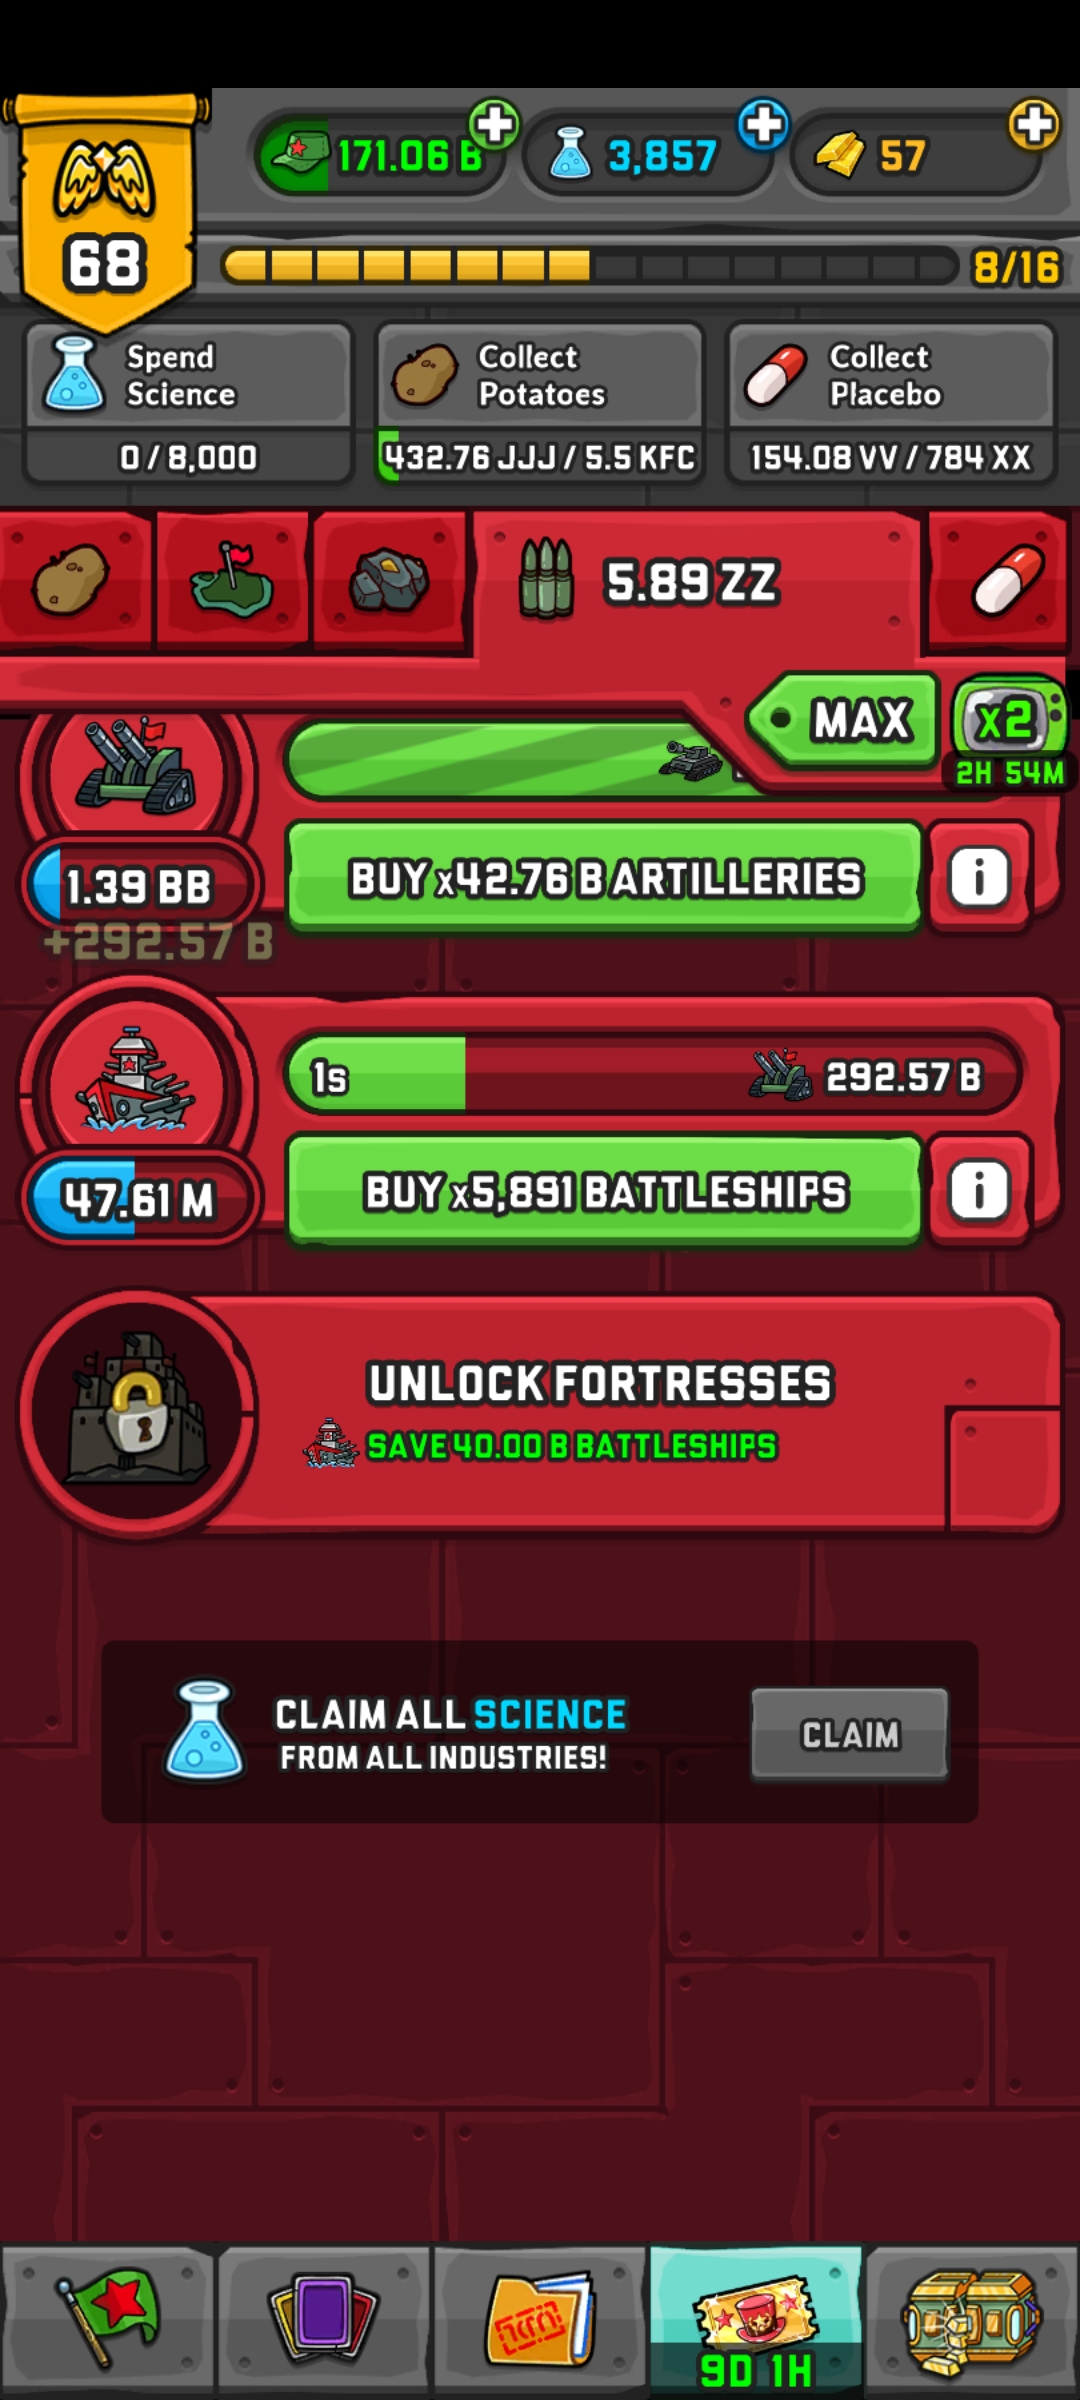 171.06 B
3,857
57
68
8/16
Spend
Science
0 / 8,000
Collect
Potatoes
432.76 JJJ / 5.5 KFC
Collect
Placebo
154.08 VV / 784 XX
5.89 ZZ
MAX
X2
2H 54M
1.39 BB
BUY x42.76 B ARTILLERIES
i
+292.57 B
1s
292.57 B
47.61 M
BUY x5,891 BATTLESHIPS
i
UNLOCK FORTRESSES
SAVE 40.00 B BATTLESHIPS
CLAIM ALL SCIENCE
FROM ALL INDUSTRIES!
CLAIM
9D 1H